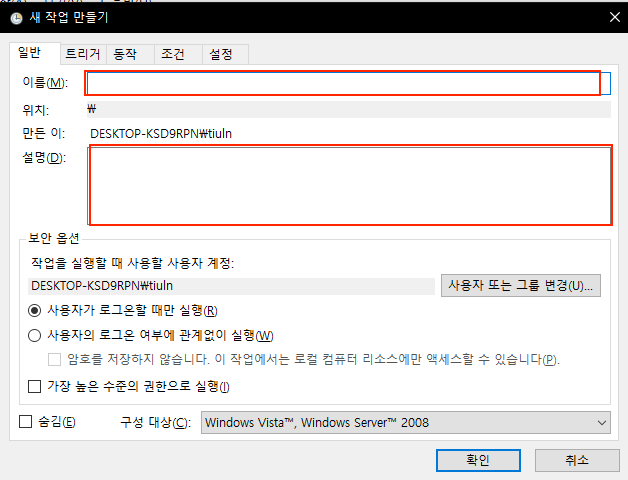 새 작업 만들기
일반 트리거 동작 조건 설정
이름(M):
위치: ₩
만든 이: DESKTOP-KSD9RPN₩tiuln
설명(D):
보안 옵션
작업을 실행할 때 사용할 사용자 계정:
DESKTOP-KSD9RPN₩tiuln 사용자 또는 그룹 변경(U)...
사용자가 로그온할 때만 실행(R)
사용자의 로그온 여부에 관계없이 실행(W)
암호를 저장하지 않습니다. 이 작업에서는 로컬 컴퓨터 리소스에만 액세스할 수 있습니다(P).
가장 높은 수준의 권한으로 실행(I)
숨김(E) 구성 대상(C): Windows Vista™, Windows Server™ 2008
확인 취소